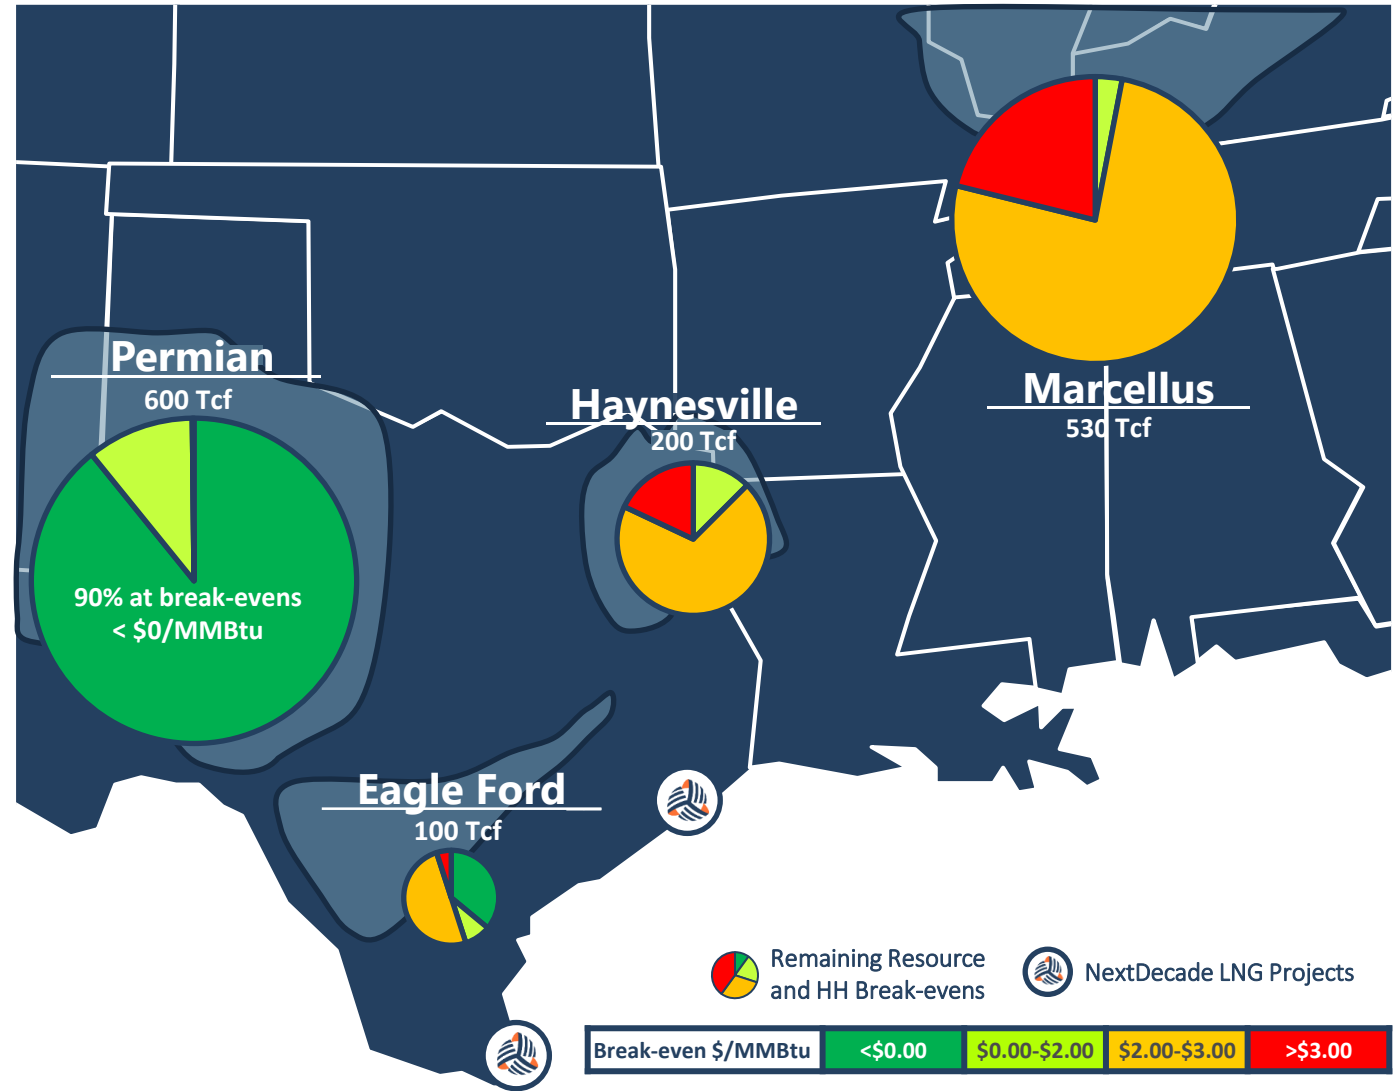 Permian
600 Tcf
90% at break-evens
< $0/MMBtu
Haynesville
200 Tcf
Marcellus
530 Tcf
Eagle Ford
100 Tcf
Remaining Resource
and HH Break-evens
NextDecade LNG Projects
Break-even $/MMBtu <$0.00 $0.00-$2.00 $2.00-$3.00 >$3.00